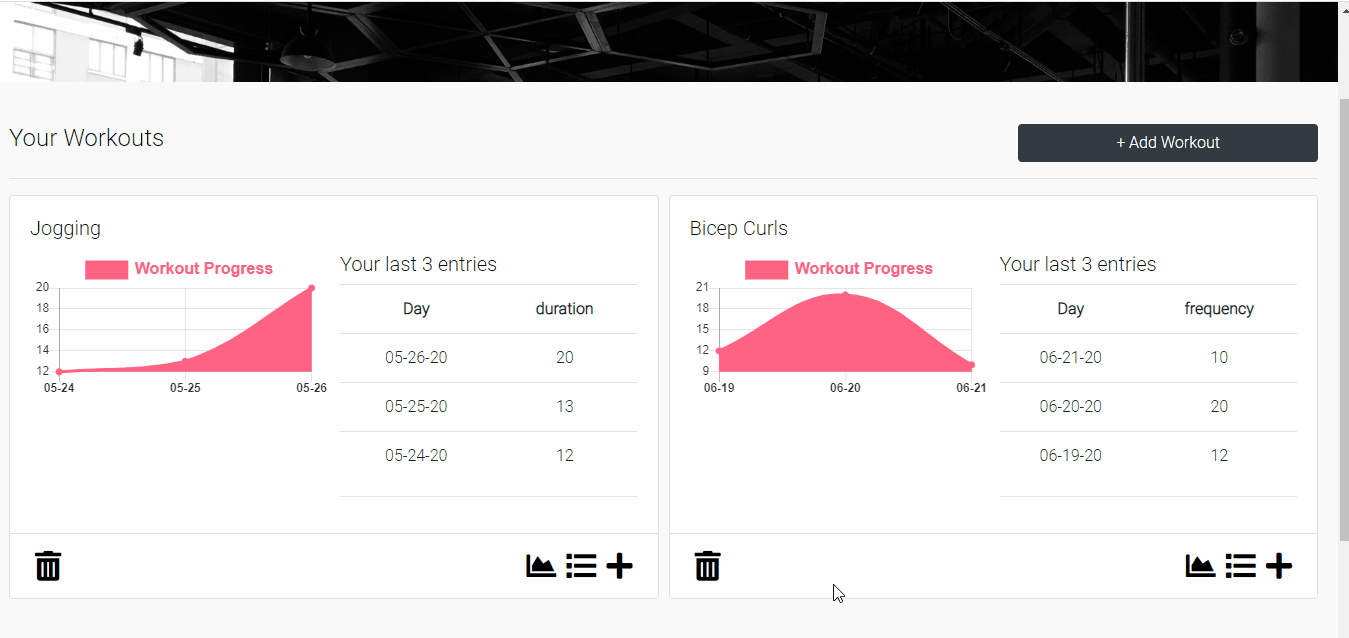 Your Workouts
+ Add Workout
Jogging
Workout Progress
20
18
16
14
12
05-24 05-25 05-26
Your last 3 entries
Day duration
05-26-20 20
05-25-20 13
05-24-20 12
Bicep Curls
Workout Progress
21
18
15
12
9
06-19 06-20 06-21
Your last 3 entries
Day frequency
06-21-20 10
06-20-20 20
06-19-20 12